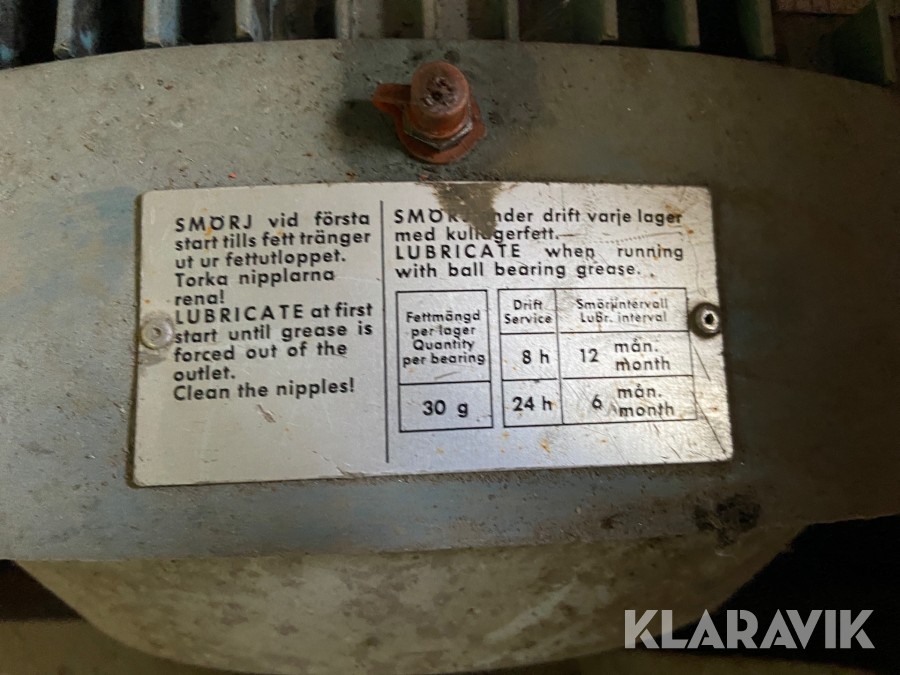 SMÖRJ vid första
start tills fett tränger
ut ur fettutloppet.
Torka nipplarna
rena!
LUBRICATE at first
start until grease is
forced out of the
outlet.
Clean the nipples!
SMÖRJ under drift varje lager
med kullagerfett.
LUBRICATE when running
with ball bearing grease.
Fettmängd
per lager
Quantity
per bearing
30 g
Drift
Service
Smörjintervall
LuBr. interval
8 h
12 mån.
month
24 h
6 mån.
month
KLARAVIK